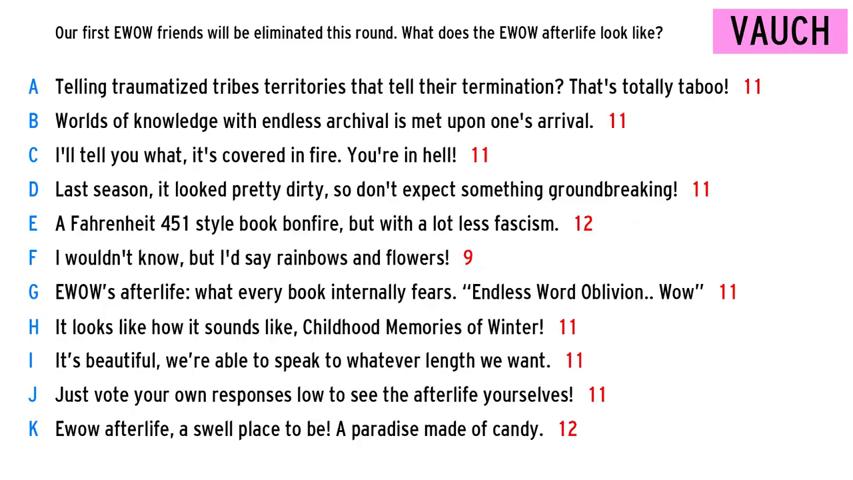 Our first EWOW friends will be eliminated this round. What does the EWOW afterlife look like?
VAUCH
A Telling traumatized tribes territories that tell their termination? That's totally taboo! 11
B Worlds of knowledge with endless archival is met upon one's arrival. 11
C I'll tell you what, it's covered in fire. You're in hell! 11
D Last season, it looked pretty dirty, so don't expect something groundbreaking! 11
E A Fahrenheit 451 style book bonfire, but with a lot less fascism. 12
F I wouldn't know, but I'd say rainbows and flowers! 9
G EWOW’s afterlife: what every book internally fears. “Endless Word Oblivion.. Wow” 11
H It looks like how it sounds like, Childhood Memories of Winter! 11
I It’s beautiful, we’re able to speak to whatever length we want. 11
J Just vote your own responses low to see the afterlife yourselves! 11
K Ewow afterlife, a swell place to be! A paradise made of candy. 12